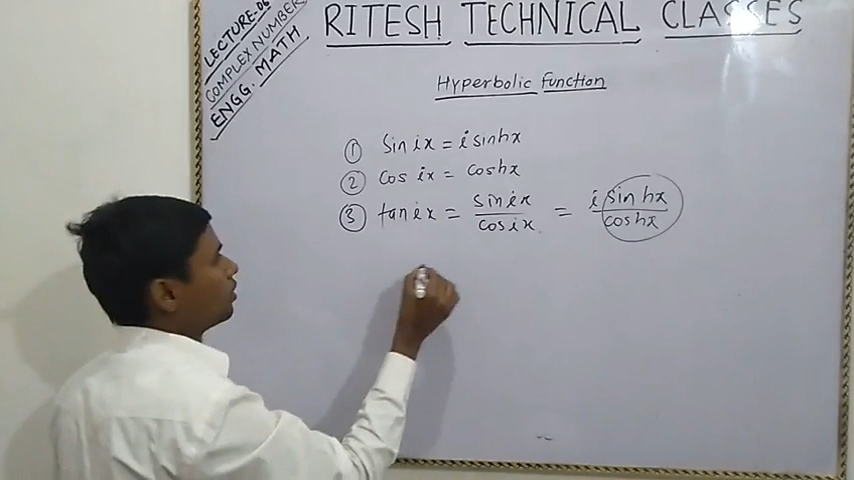 LECTURE-06
COMPLEX NUMBER
ENGG. MATH
RITESH TECHNICAL CLASSES
Hyperbolic Function
① Sin ix = i sinhx
② Cos ix = coshx
③ tan ix = sin ix / cos ix = i sin hx / cos hx